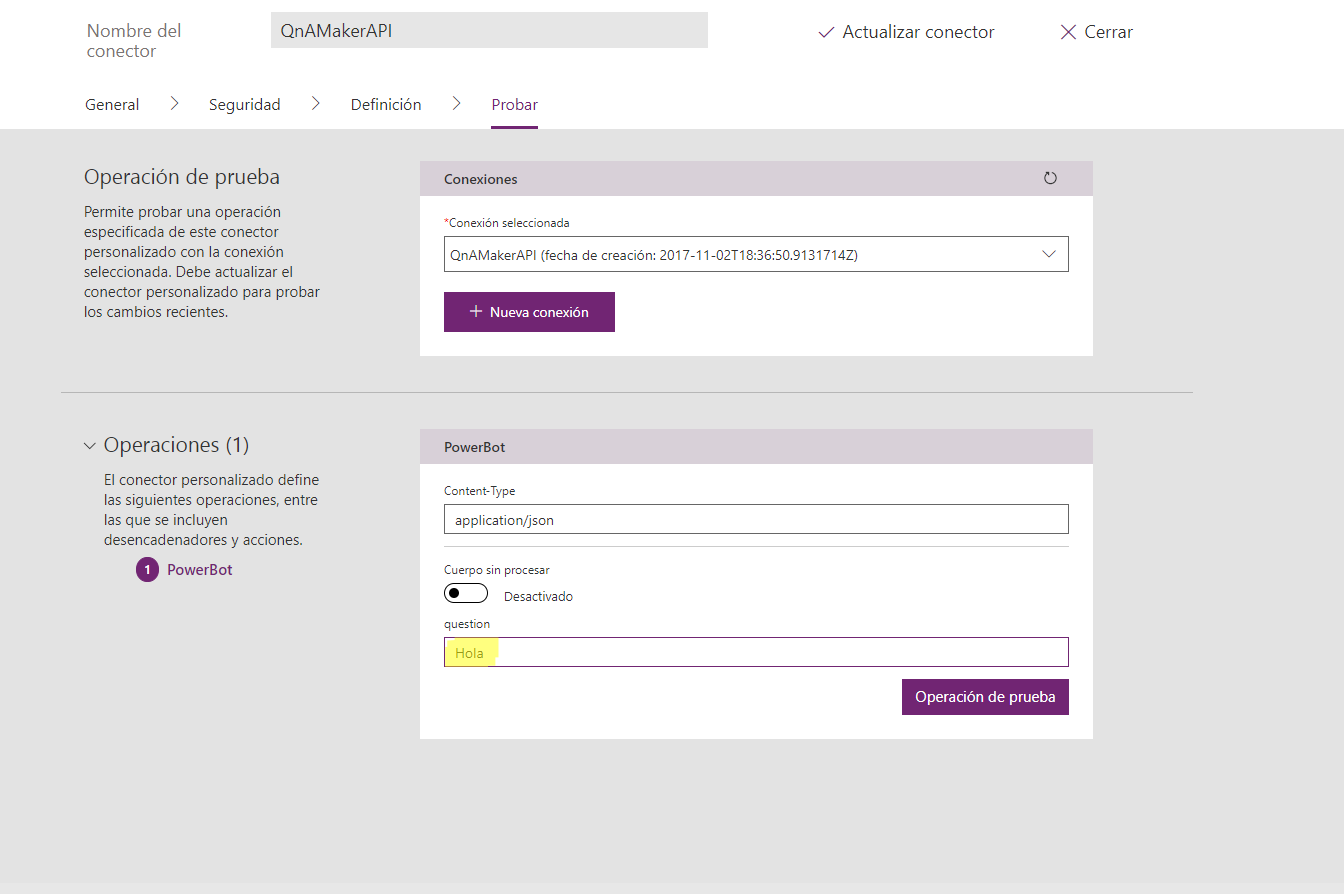 Nombre del
conector
QnAMakerAPI
Actualizar conector
Cerrar
General
Seguridad
Definición
Probar
Operación de prueba
Permite probar una operación
especificada de este conector
personalizado con la conexión
seleccionada. Debe actualizar el
conector personalizado para probar
los cambios recientes.
Conexiones
*Conexión seleccionada
QnAMakerAPI (fecha de creación: 2017-11-02T18:36:50.9131714Z)
Nueva conexión
Operaciones (1)
El conector personalizado define
las siguientes operaciones, entre
las que se incluyen
desencadenadores y acciones.
1 PowerBot
PowerBot
Content-Type
application/json
Cuerpo sin procesar
Desactivado
question
Hola
Operación de prueba